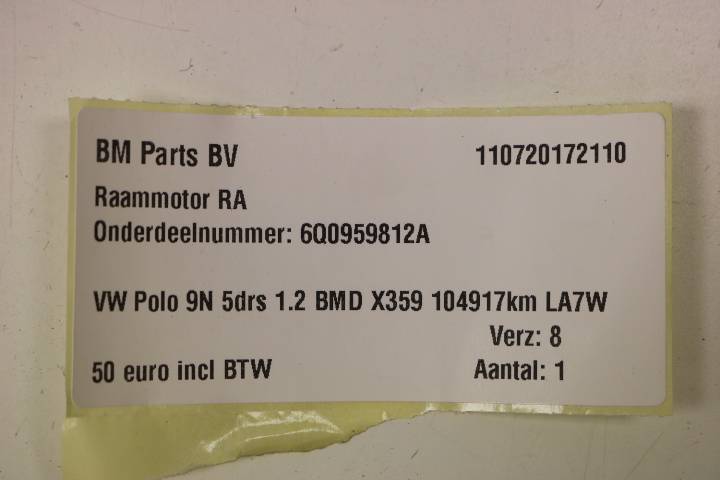 BM Parts BV 110720172110
Raammotor RA
Onderdeelnummer: 6Q0959812A
VW Polo 9N 5drs 1.2 BMD X359 104917km LA7W
Verz: 8
50 euro incl BTW Aantal: 1